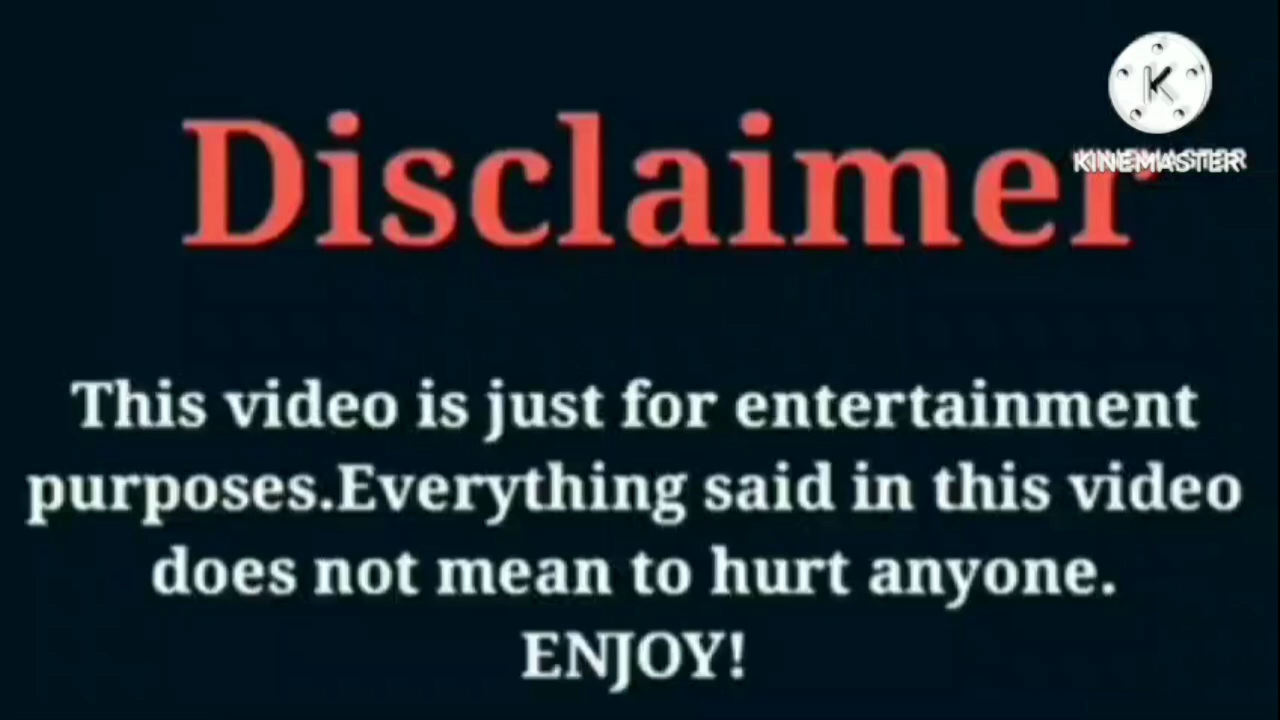 K
KINEMASTER
Disclaimer
This video is just for entertainment
purposes.Everything said in this video
does not mean to hurt anyone.
ENJOY!